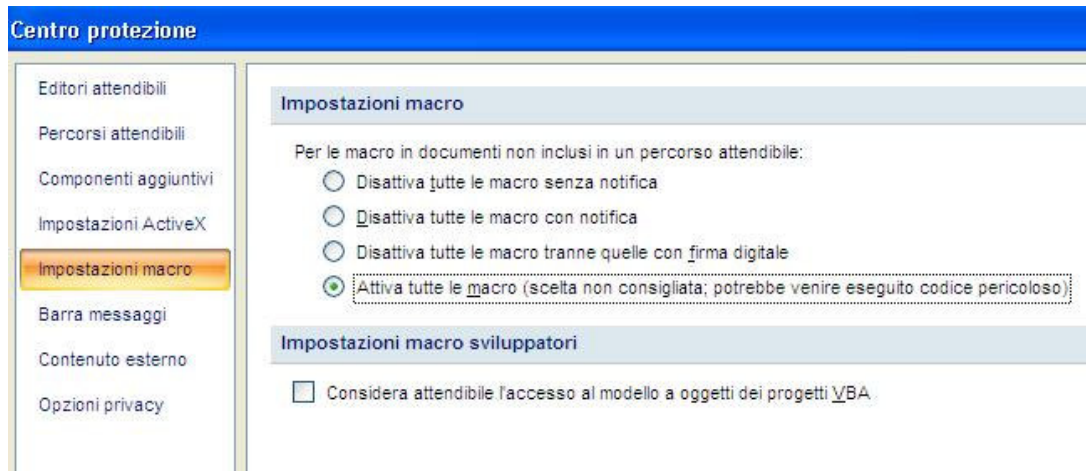 Centro protezione
Editori attendibili
Percorsi attendibili
Componenti aggiuntivi
Impostazioni ActiveX
Impostazioni macro
Barra messaggi
Contenuto esterno
Opzioni privacy
Impostazioni macro
Per le macro in documenti non inclusi in un percorso attendibile:
Disattiva tutte le macro senza notifica
Disattiva tutte le macro con notifica
Disattiva tutte le macro tranne quelle con firma digitale
Attiva tutte le macro (scelta non consigliata; potrebbe venire eseguito codice pericoloso)
Impostazioni macro sviluppatori
Considera attendibile l'accesso al modello a oggetti dei progetti VBA